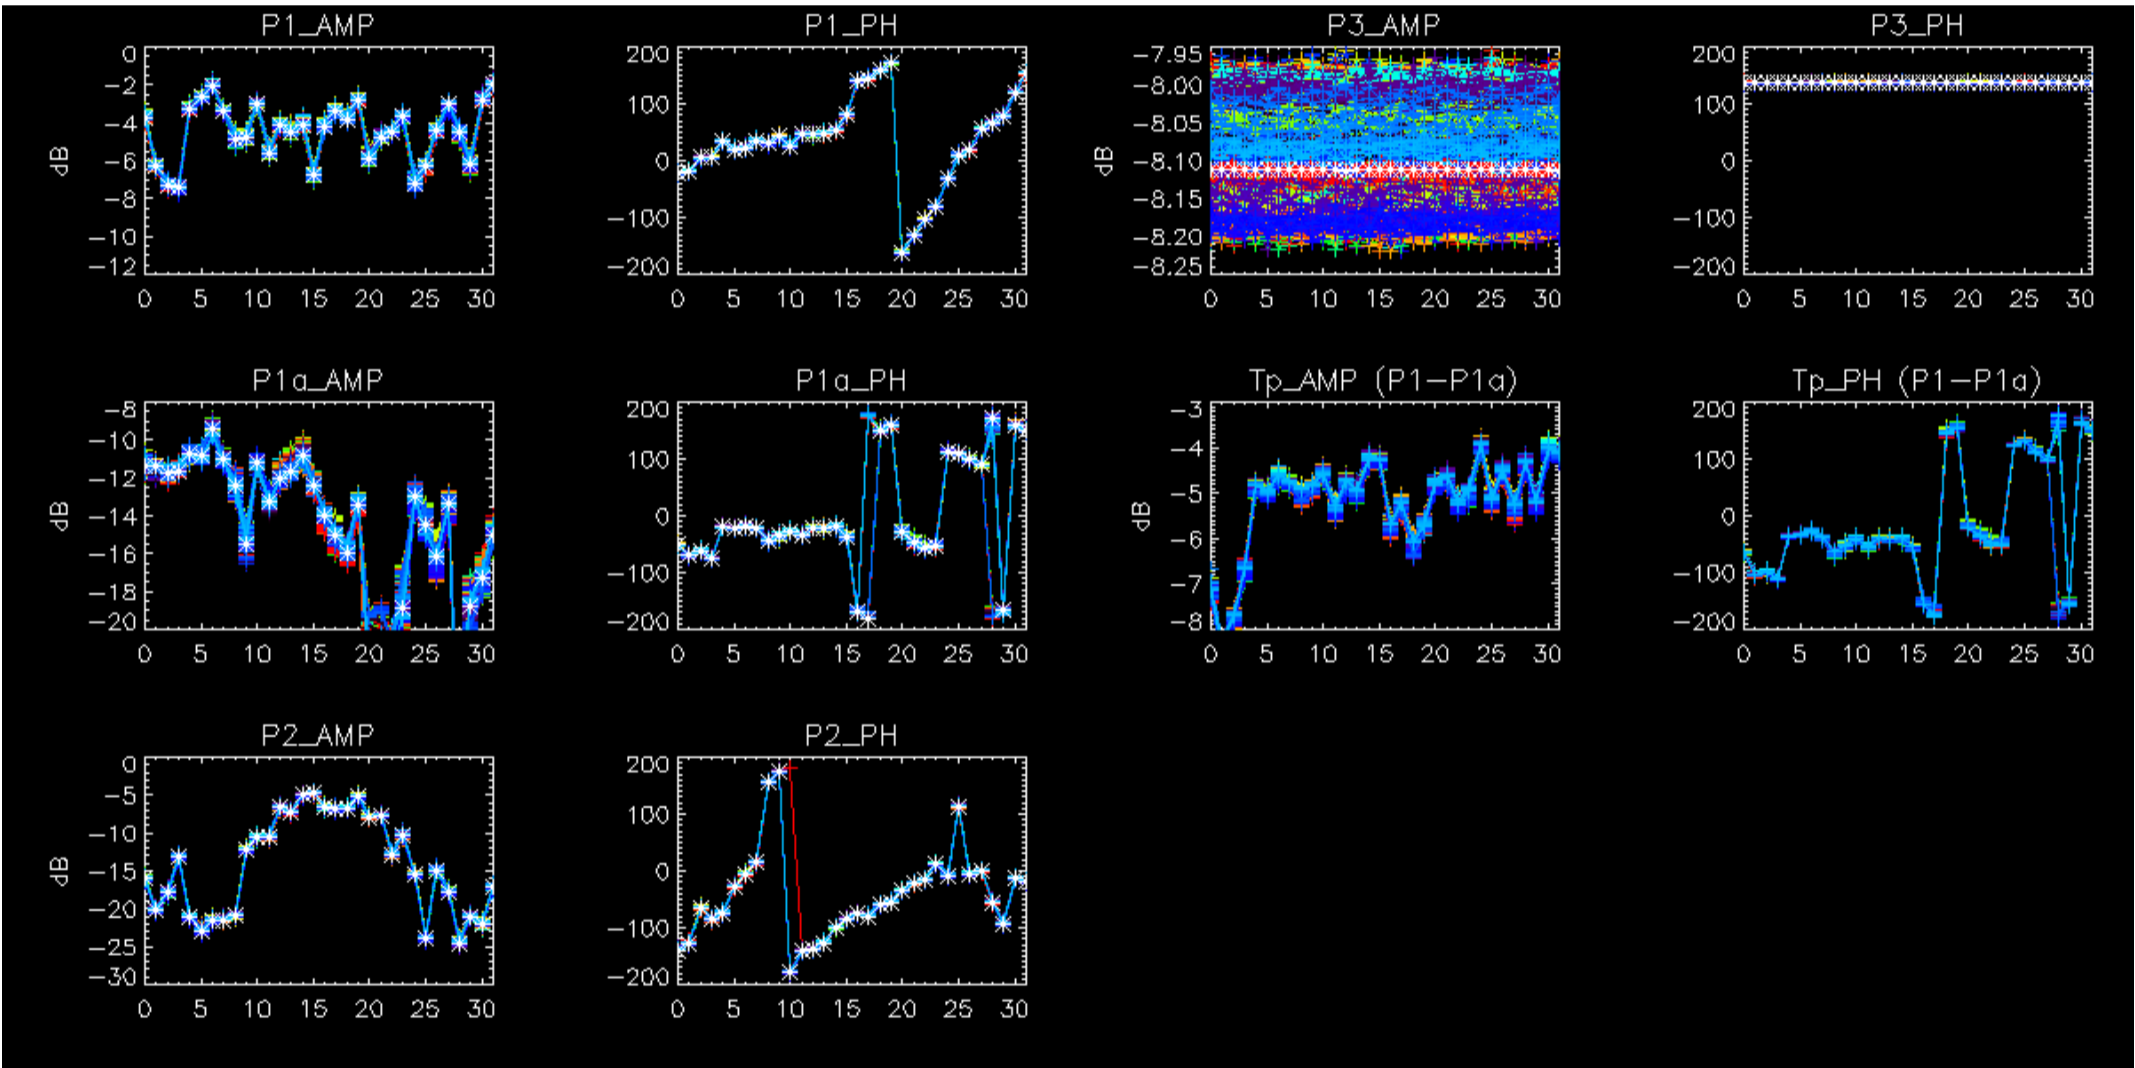 P1_AMP
P1_PH
P3_AMP
P3_PH
dB
0
−2
−4
−6
−8
−10
−12
0 5 10 15 20 25 30
200
100
0
−100
−200
0 5 10 15 20 25 30
dB
−7.95
−8.00
−8.05
−8.10
−8.15
−8.20
−8.25
0 5 10 15 20 25 30
200
100
0
−100
−200
0 5 10 15 20 25 30
P1a_AMP
P1a_PH
Tp_AMP (P1−P1a)
Tp_PH (P1−P1a)
dB
−8
−10
−12
−14
−16
−18
−20
0 5 10 15 20 25 30
200
100
0
−100
−200
0 5 10 15 20 25 30
dB
−3
−4
−5
−6
−7
−8
0 5 10 15 20 25 30
200
100
0
−100
−200
0 5 10 15 20 25 30
P2_AMP
P2_PH
dB
0
−5
−10
−15
−20
−25
−30
0 5 10 15 20 25 30
200
100
0
−100
−200
0 5 10 15 20 25 30